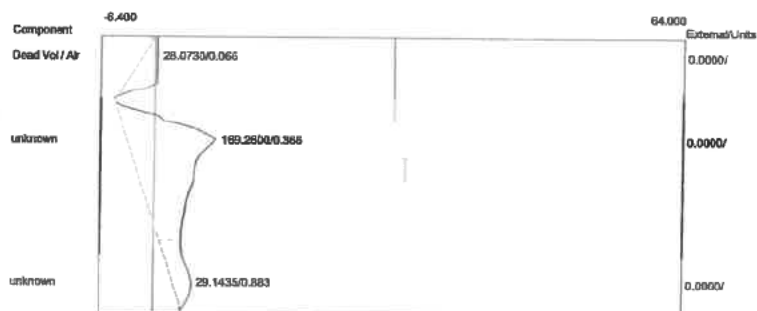 -6.400 64.000
Component External/Units
Dead Vol / Air 28.0730/0.066 0.0000/
unknown 169.2600/0.366 0.0000/
unknown 29.1435/0.883 0.0000/